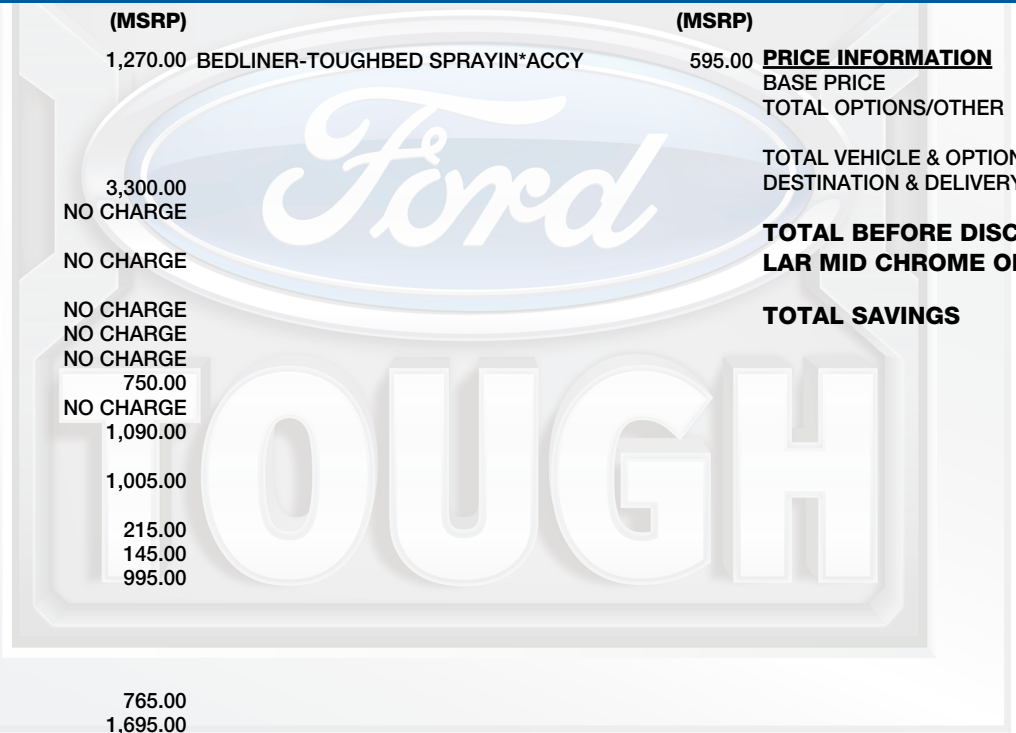 (MSRP) (MSRP)
1,270.00 BEDLINER-TOUGHBED SPRAYIN*ACCY 595.00 PRICE INFORMATION
BASE PRICE
TOTAL OPTIONS/OTHER
TOTAL VEHICLE & OPTION
3,300.00 DESTINATION & DELIVERY
NO CHARGE
TOTAL BEFORE DISC
NO CHARGE LAR MID CHROME
NO CHARGE TOTAL SAVINGS
NO CHARGE
NO CHARGE
750.00
NO CHARGE
1,090.00
1,005.00
215.00
145.00
995.00
765.00
1,695.00
Ford
TOUGH